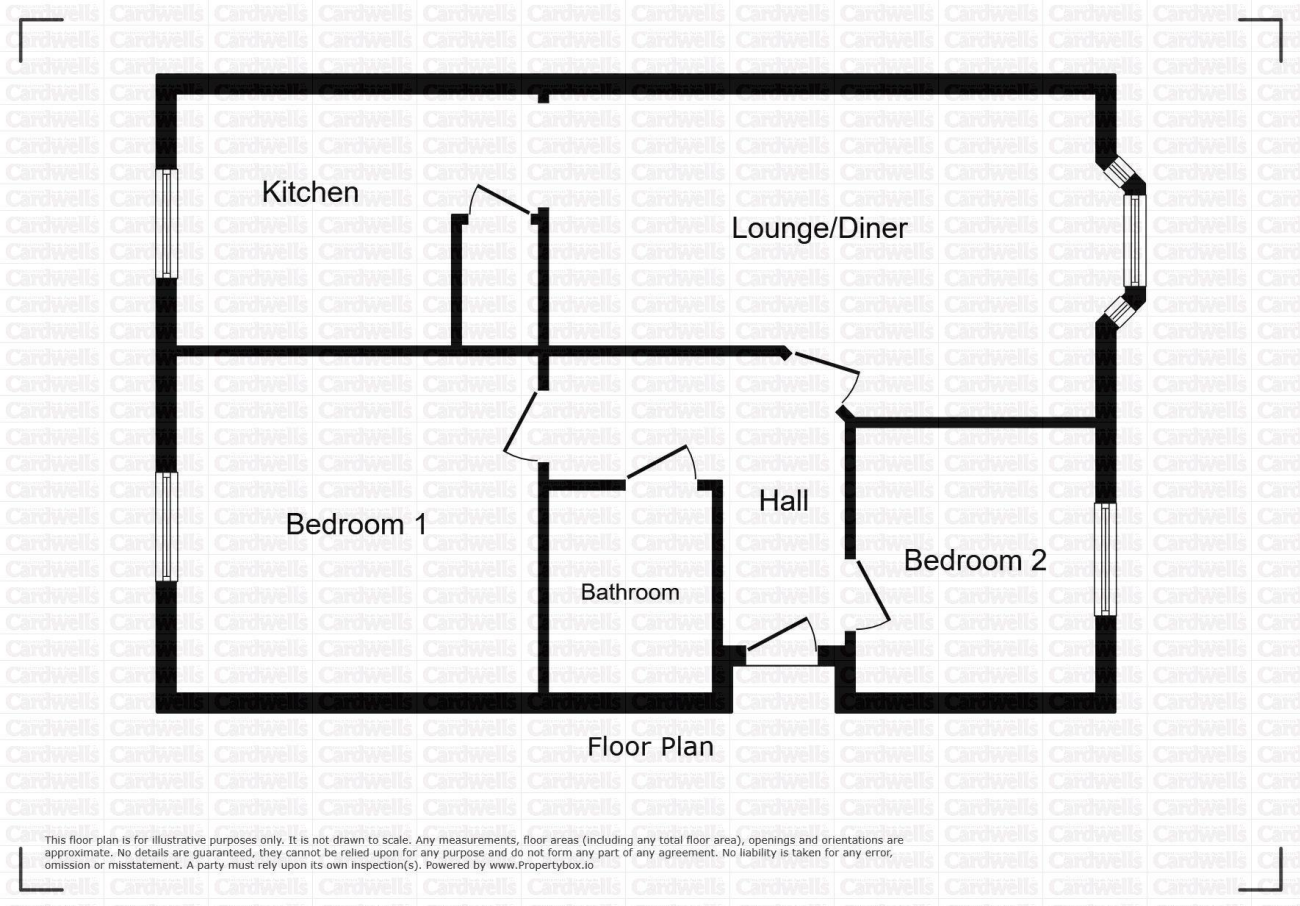 Kitchen
Lounge/Diner
Hall
Bedroom 1
Bedroom 2
Bathroom
Floor Plan
This floor plan is for illustrative purposes only. It is not drawn to scale. Any measurements, floor areas (including any total floor area), openings and orientations are
approximate. No details are guaranteed, they cannot be relied upon for any purpose and do not form any part of any agreement. No liability is taken for any error,
omission or misstatement. A party must rely upon its own inspection(s). Powered by www.Propertybox.io
Cardwells